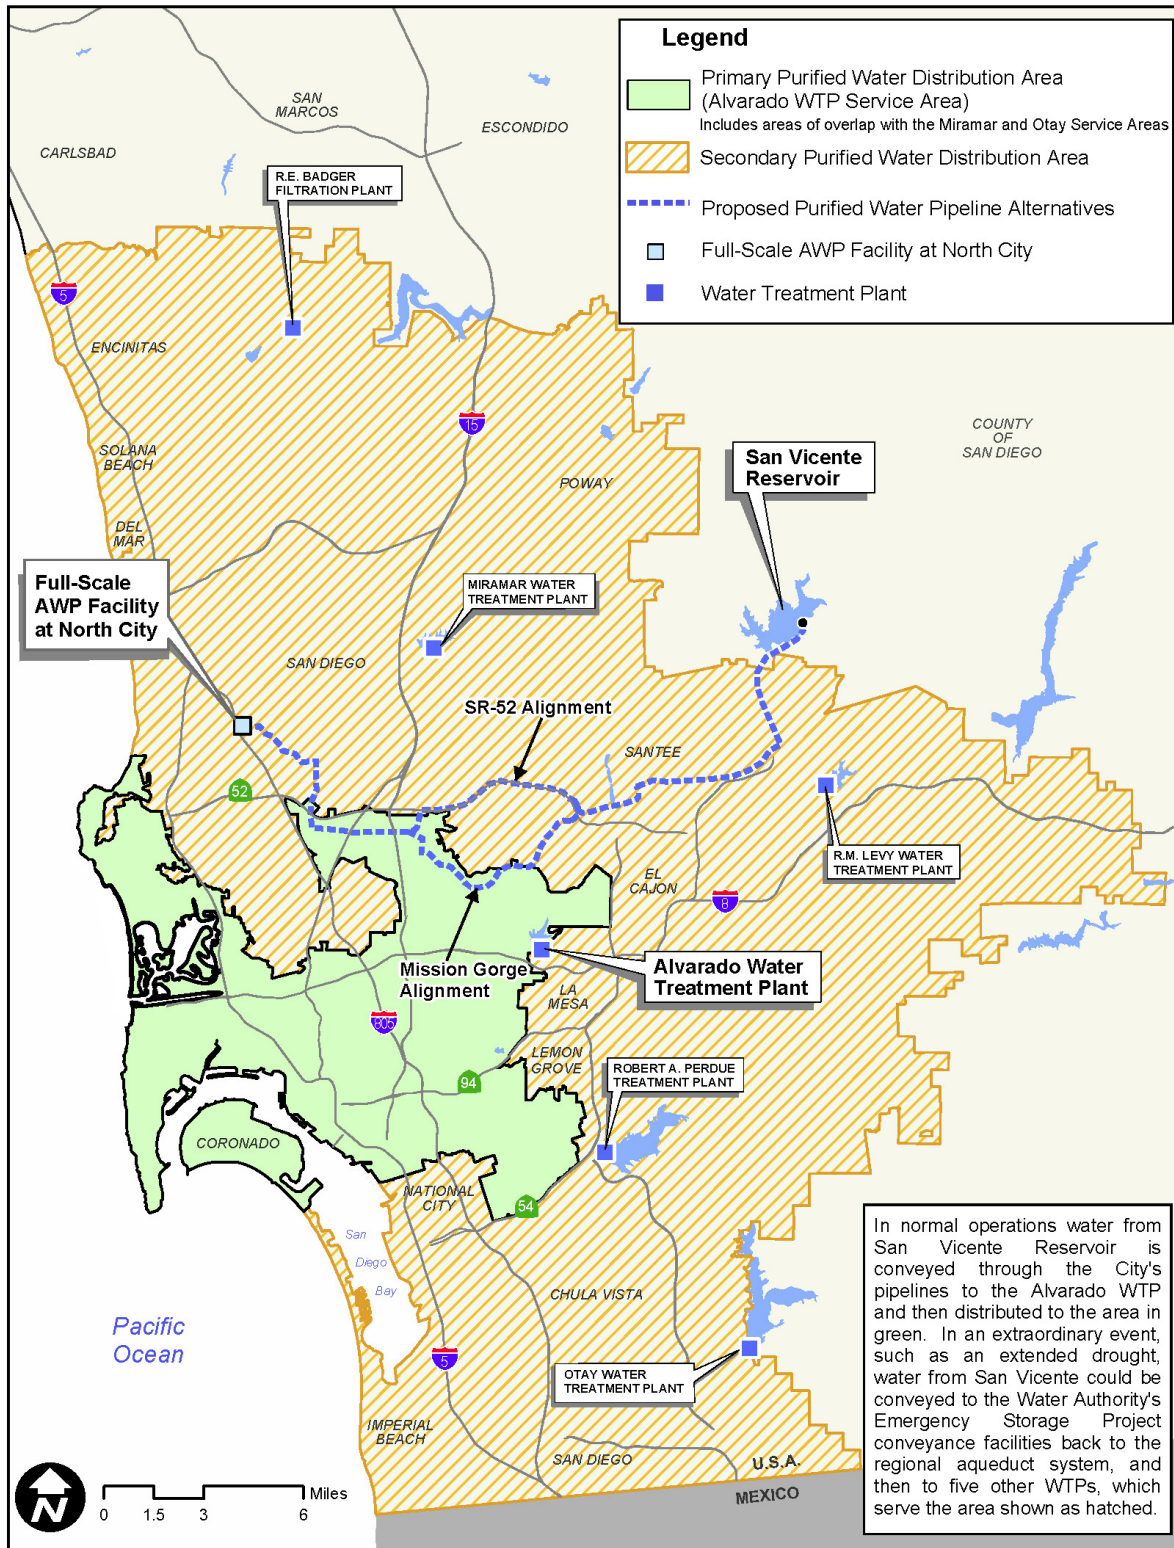 Legend
Primary Purified Water Distribution Area
(Alvarado WTP Service Area)
Includes areas of overlap with the Miramar and Otay Service Areas
Secondary Purified Water Distribution Area
Proposed Purified Water Pipeline Alternatives
Full-Scale AWP Facility at North City
Water Treatment Plant
SAN
MARCOS
ESCONDIDO
CARLSBAD
R.E. BADGER
FILTRATION PLANT
5
ENCINITAS
15
SOLANA
BEACH
POWAY
COUNTY
OF
SAN DIEGO
San Vicente
Reservoir
DEL
MAR
Full-Scale
AWP Facility
at North City
MIRAMAR WATER
TREATMENT PLANT
SAN DIEGO
SR-52 Alignment
SANTEE
52
R.M. LEVY WATER
TREATMENT PLANT
EL
CAJON
8
Mission Gorge
Alignment
Alvarado Water
Treatment Plant
LA
MESA
805
LEMON
GROVE
94
ROBERT A. PERDUE
TREATMENT PLANT
CORONADO
NATIONAL
CITY
54
San
Diego
Bay
CHULA VISTA
Pacific
Ocean
5
OTAY WATER
TREATMENT PLANT
IMPERIAL
BEACH
SAN DIEGO
U.S.A.
MEXICO
In normal operations water from
San Vicente Reservoir is
conveyed through the City's
pipelines to the Alvarado WTP
and then distributed to the area in
green. In an extraordinary event,
such as an extended drought,
water from San Vicente could be
conveyed to the Water Authority's
Emergency Storage Project
conveyance facilities back to the
regional aqueduct system, and
then to five other WTPs, which
serve the area shown as hatched.
N
Miles
0 1.5 3 6